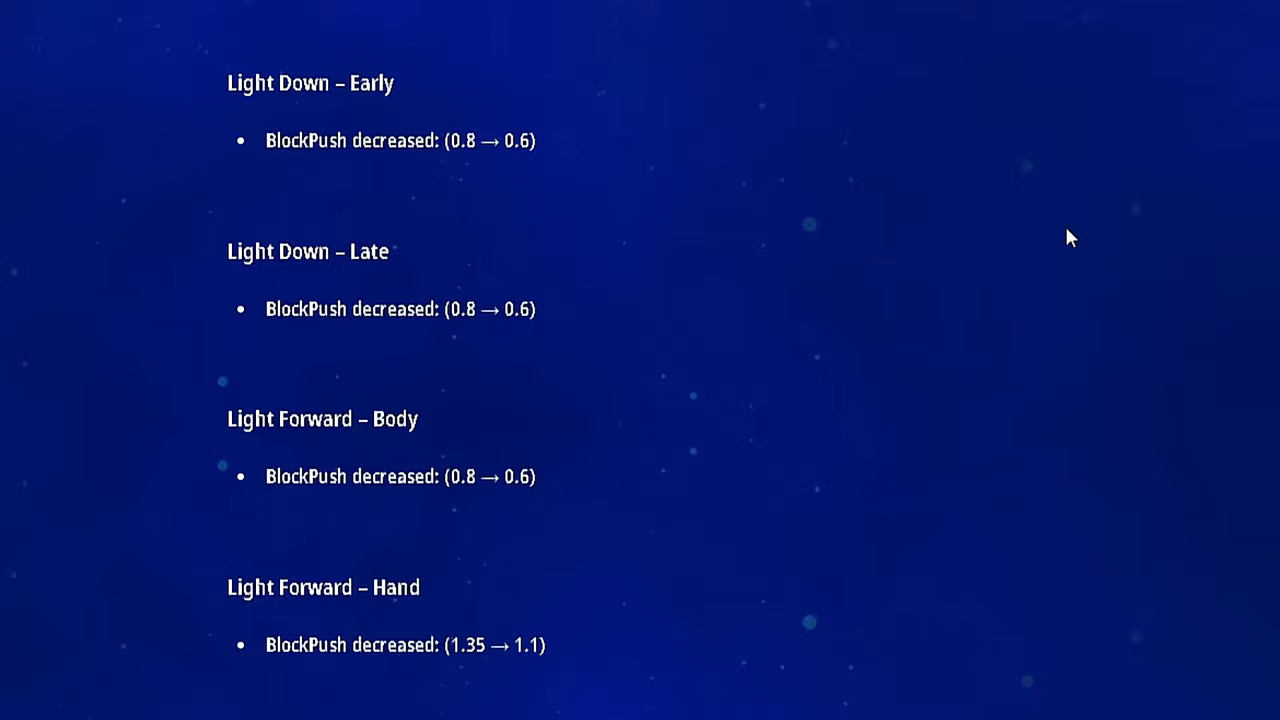 Light Down – Early
• BlockPush decreased: (0.8 → 0.6)
Light Down – Late
• BlockPush decreased: (0.8 → 0.6)
Light Forward – Body
• BlockPush decreased: (0.8 → 0.6)
Light Forward – Hand
• BlockPush decreased: (1.35 → 1.1)